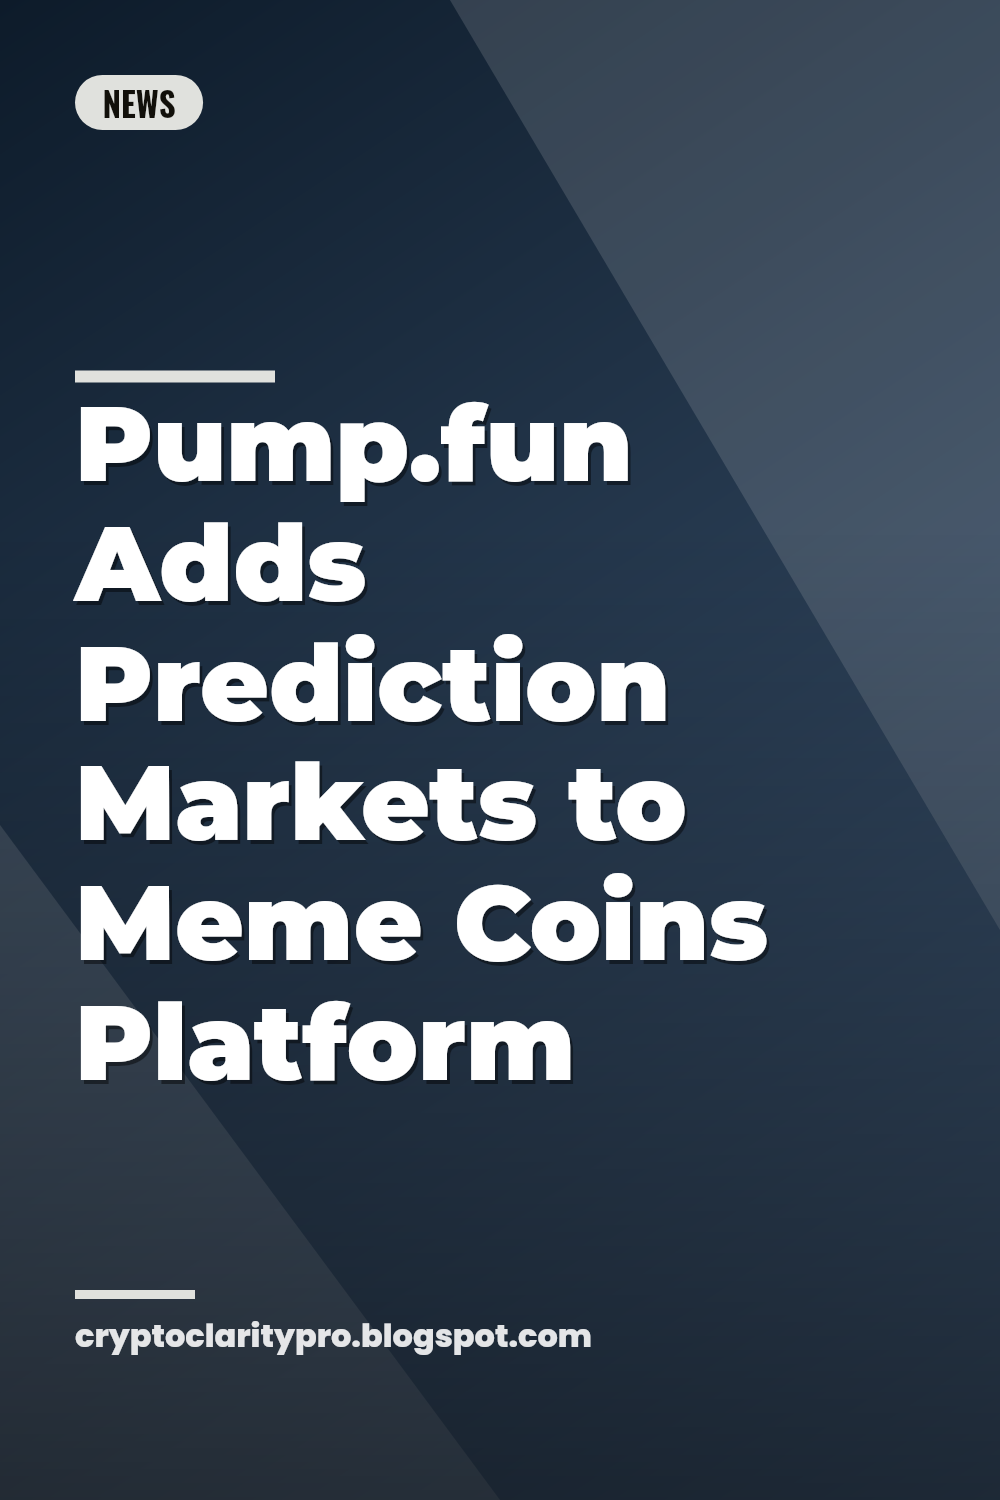 NEWS
Pump.fun
Adds
Prediction
Markets to
Meme Coins
Platform
cryptoclaritypro.blogspot.com